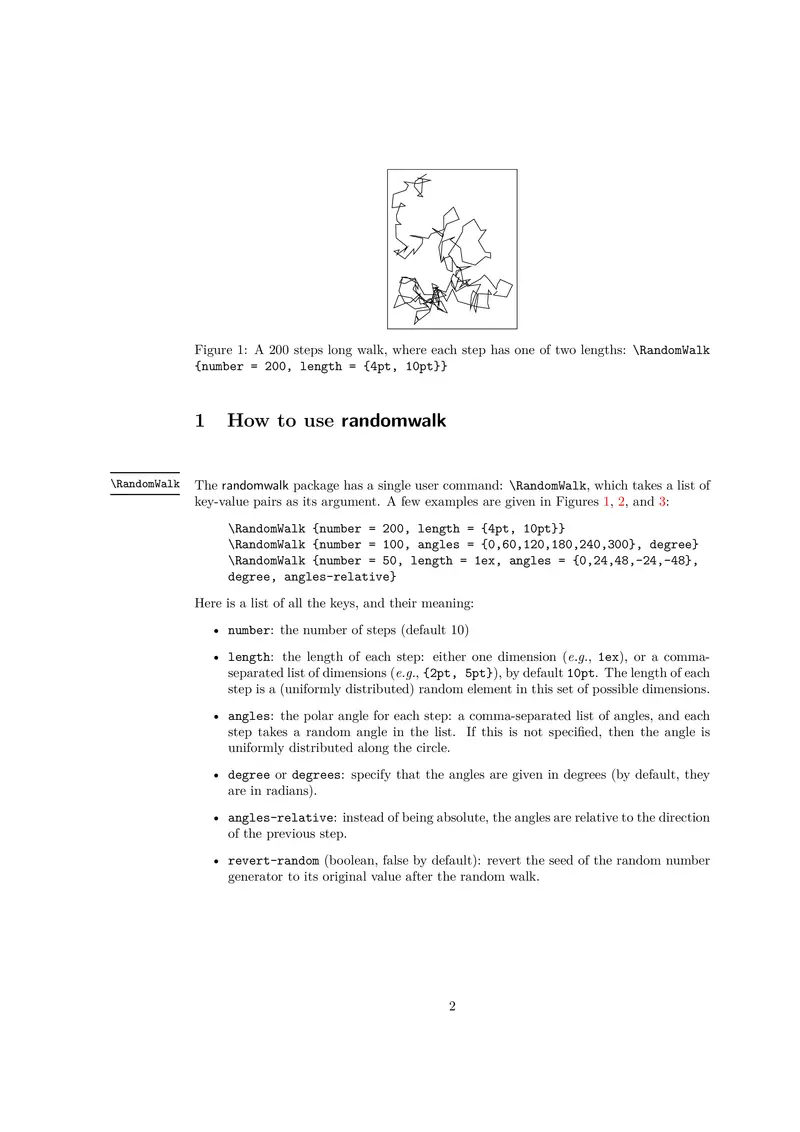 Figure 1: A 200 steps long walk, where each step has one of two lengths: \RandomWalk
{number = 200, length = {4pt, 10pt}}
1 How to use randomwalk
\RandomWalk
The randomwalk package has a single user command: \RandomWalk, which takes a list of
key-value pairs as its argument. A few examples are given in Figures 1, 2, and 3:
\RandomWalk {number = 200, length = {4pt, 10pt}}
\RandomWalk {number = 100, angles = {0,60,120,180,240,300}, degree}
\RandomWalk {number = 50, length = 1ex, angles = {0,24,48,-24,-48},
degree, angles-relative}
Here is a list of all the keys, and their meaning:
• number: the number of steps (default 10)
• length: the length of each step: either one dimension (e.g., 1ex), or a comma-
separated list of dimensions (e.g., {2pt, 5pt}), by default 10pt. The length of each
step is a (uniformly distributed) random element in this set of possible dimensions.
• angles: the polar angle for each step: a comma-separated list of angles, and each
step takes a random angle in the list. If this is not specified, then the angle is
uniformly distributed along the circle.
• degree or degrees: specify that the angles are given in degrees (by default, they
are in radians).
• angles-relative: instead of being absolute, the angles are relative to the direction
of the previous step.
• revert-random (boolean, false by default): revert the seed of the random number
generator to its original value after the random walk.
2